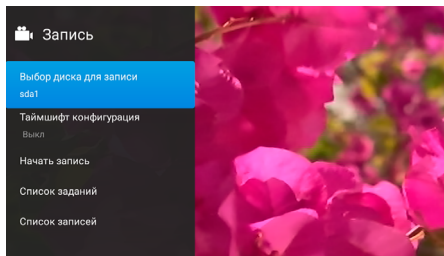 Запись
Выбор диска для записи
sda1
Таймшифт конфигурация
Выкл
Начать запись
Список заданий
Список записей